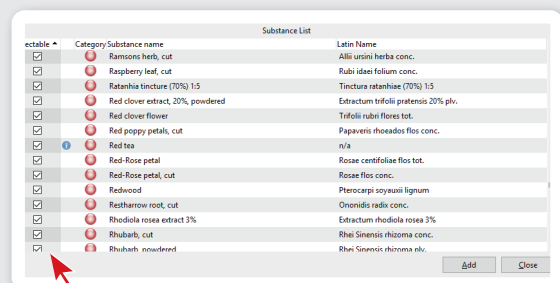 Substance List
ectable Category Substance name Latin Name
Ramsons herb, cut Allii ursini herba conc.
Raspberry leaf, cut Rubi idaei folium conc.
Ratanhia tincture (70%) 1:5 Tinctura ratanhiae (70%) 1:5
Red clover extract, 20%, powdered Extractum trifolii pratensis 20% plv.
Red clover flower Trifolii rubri flores tot.
Red poppy petals, cut Papaveris rhoeados flos conc.
Red tea n/a
Red-Rose petal Rosae centifoliae flos tot.
Red-Rose petal, cut Rosae flos conc.
Redwood Pterocarpi soyauxii lignum
Restharrow root, cut Ononidis radix conc.
Rhodiola rosea extract 3% Extractum rhodiola rosea 3%
Rhubarb, cut Rhei Sinensis rhizoma conc.
Rhubarb, powdered Rhei Sinensis rhizoma plv.
Add Close